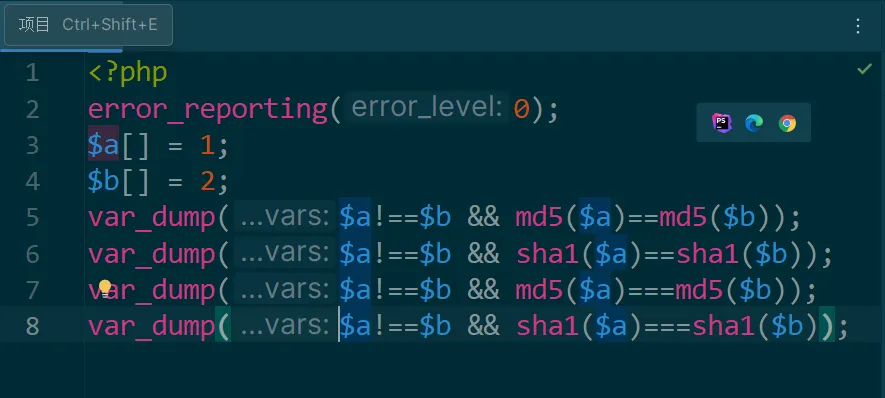 项目 Ctrl+Shift+E
1 <?php
2 error_reporting( error_level: 0);
3 $a[] = 1;
4 $b[] = 2;
5 var_dump( ...vars: $a!==$b && md5($a)==md5($b));
6 var_dump( ...vars: $a!==$b && sha1($a)==sha1($b));
7 var_dump( ...vars: $a!==$b && md5($a)===md5($b));
8 var_dump( ...vars: $a!==$b && sha1($a)===sha1($b));
PS